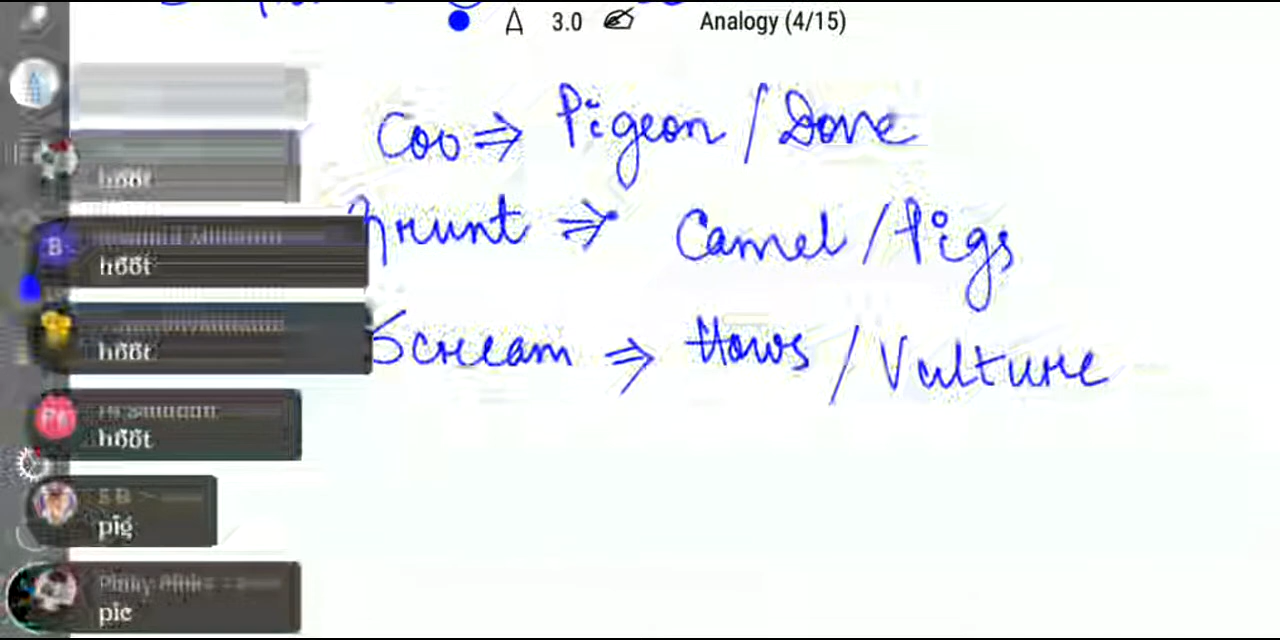 3.0 Analogy (4/15)
Coo ⇒ Pigeon / Dove
hoot
Grunt ⇒ Camel / Pigs
hoot
Scream ⇒ Hows / Vulture
hoot
hoot
pig
pic